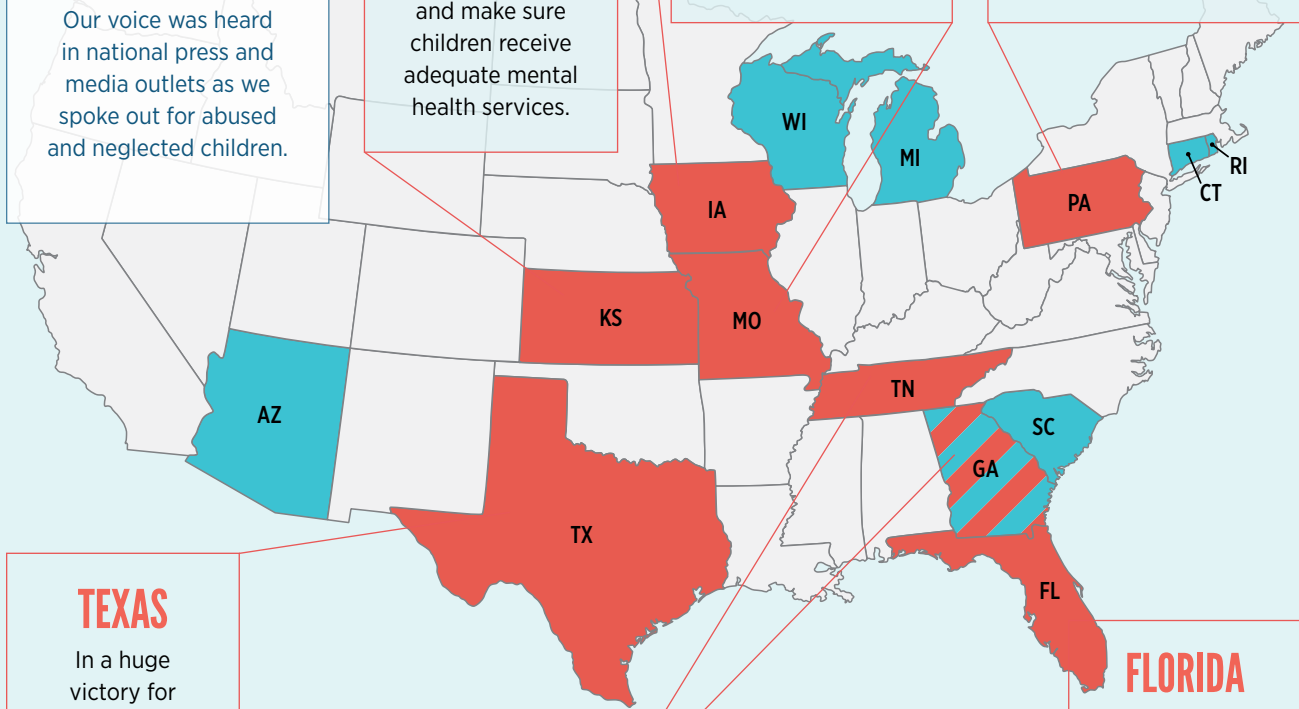 Our voice was heard
in national press and
media outlets as we
spoke out for abused
and neglected children.
and make sure
children receive
adequate mental
health services.
WI
MI
RI
CT
IA
PA
KS
MO
TN
AZ
SC
GA
TX
FL
TEXAS
In a huge
victory for
FLORIDA